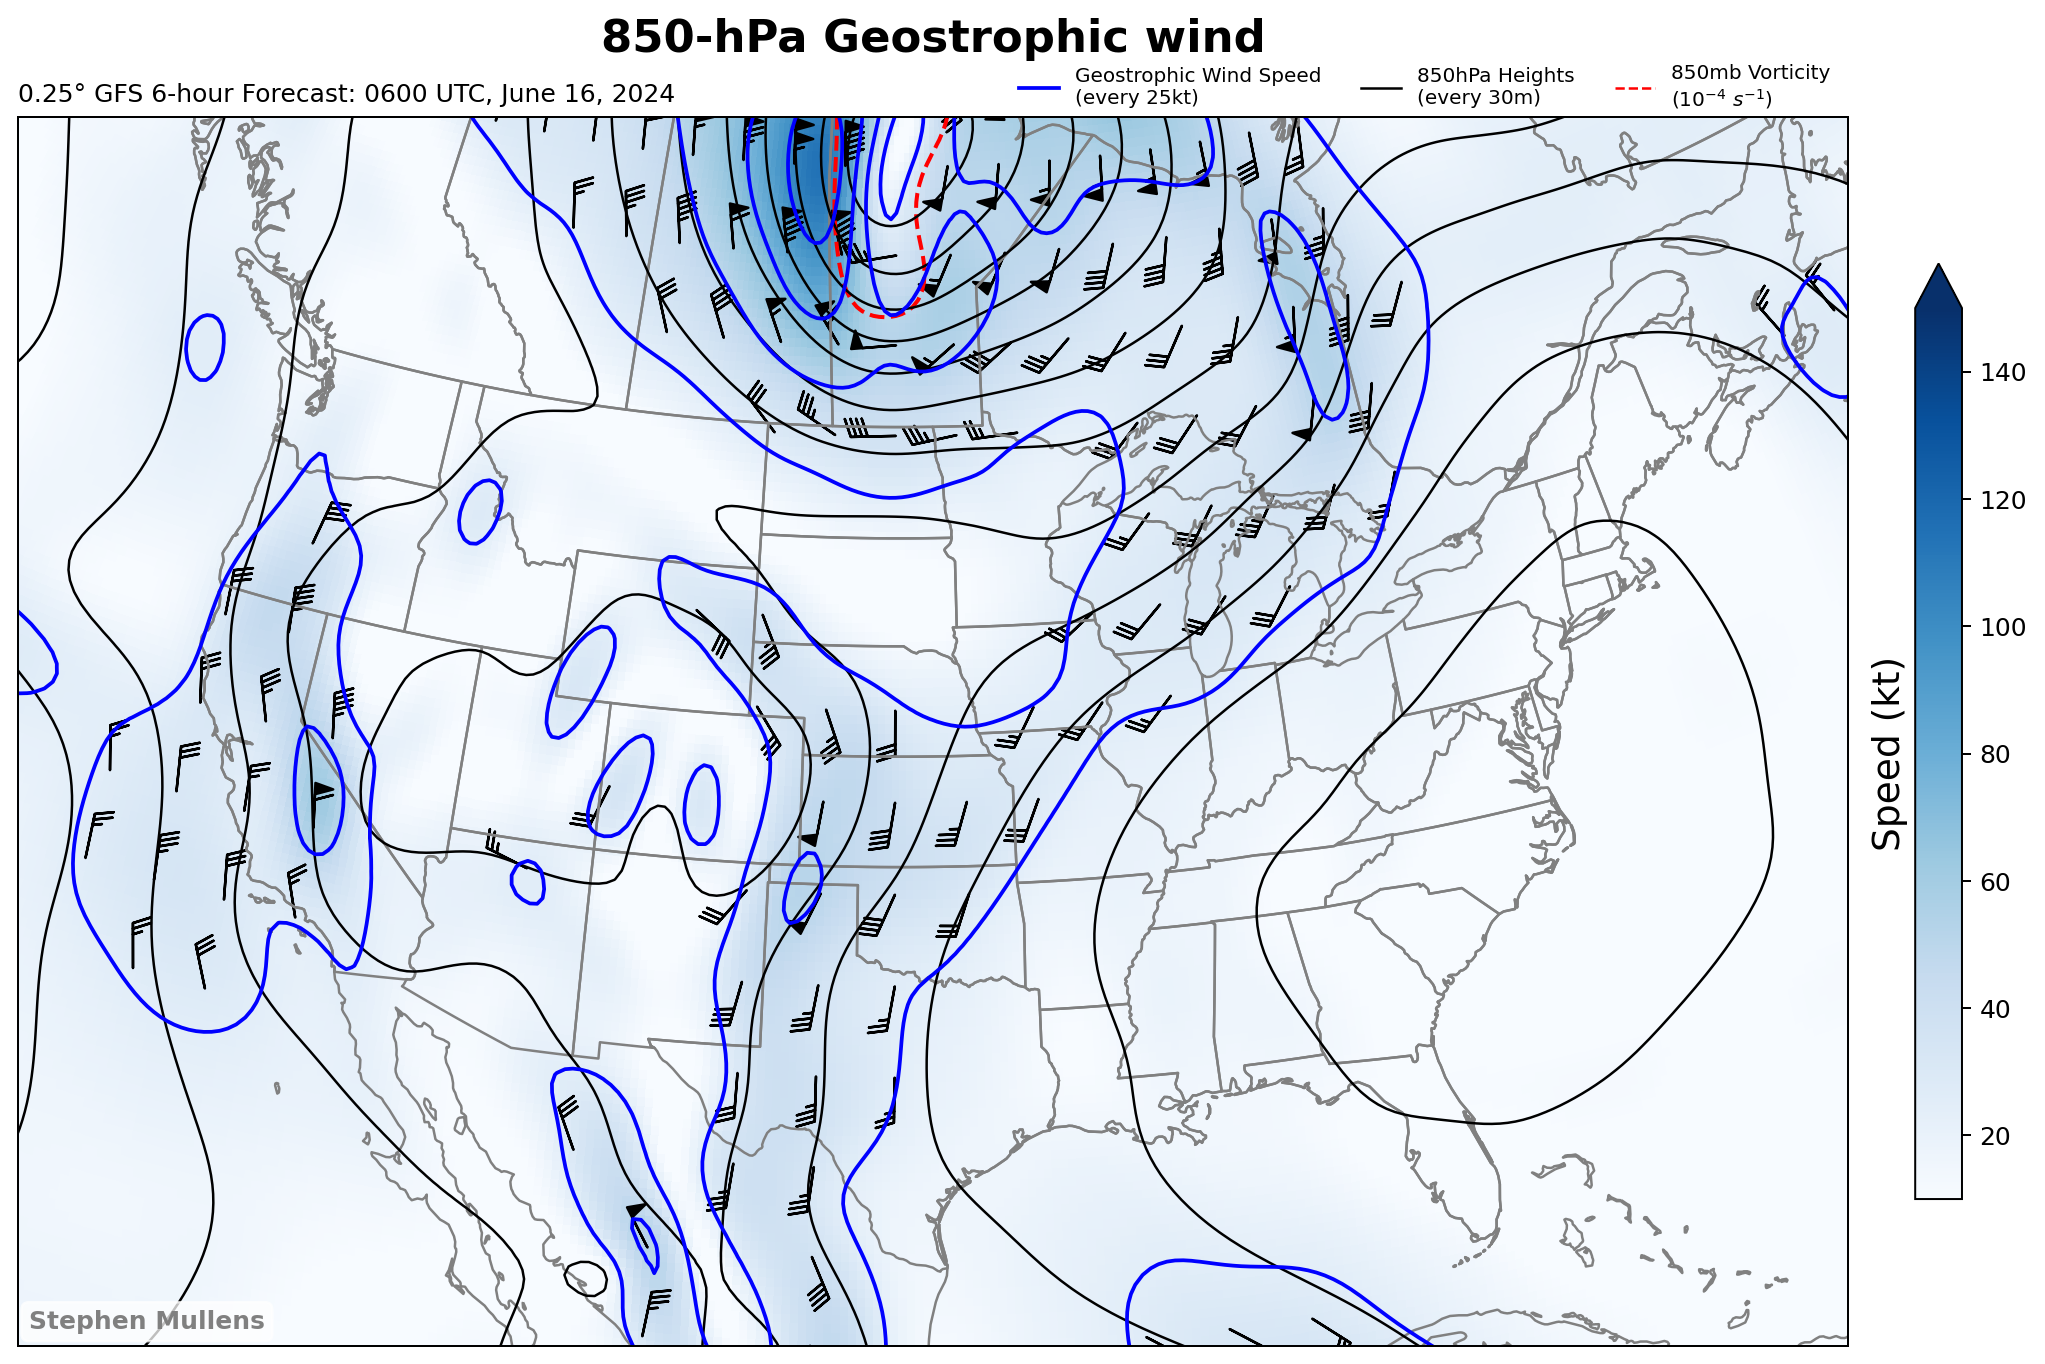 850-hPa Geostrophic wind
0.25° GFS 6-hour Forecast: 0600 UTC, June 16, 2024
Geostrophic Wind Speed
(every 25kt)
850hPa Heights
(every 30m)
850mb Vorticity
(10⁻⁴ s⁻¹)
140
120
100
80
60
40
20
Speed (kt)
Stephen Mullens